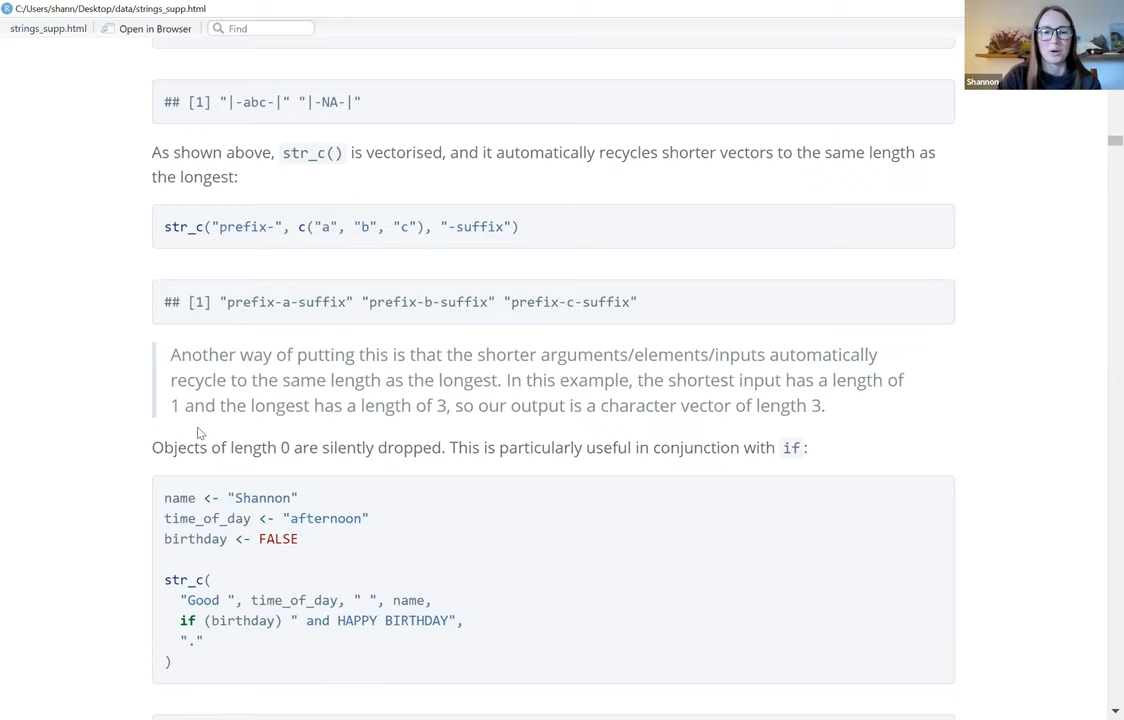 C:/Users/shann/Desktop/data/strings_supp.html
strings_supp.html Open in Browser Find
Shannon
## [1] "|-abc-|" "|-NA-|"
As shown above, str_c() is vectorised, and it automatically recycles shorter vectors to the same length as
the longest:
str_c("prefix-", c("a", "b", "c"), "-suffix")
## [1] "prefix-a-suffix" "prefix-b-suffix" "prefix-c-suffix"
Another way of putting this is that the shorter arguments/elements/inputs automatically
recycle to the same length as the longest. In this example, the shortest input has a length of
1 and the longest has a length of 3, so our output is a character vector of length 3.
Objects of length 0 are silently dropped. This is particularly useful in conjunction with if:
name <- "Shannon"
time_of_day <- "afternoon"
birthday <- FALSE
str_c(
"Good ", time_of_day, " ", name,
if (birthday) " and HAPPY BIRTHDAY",
"."
)